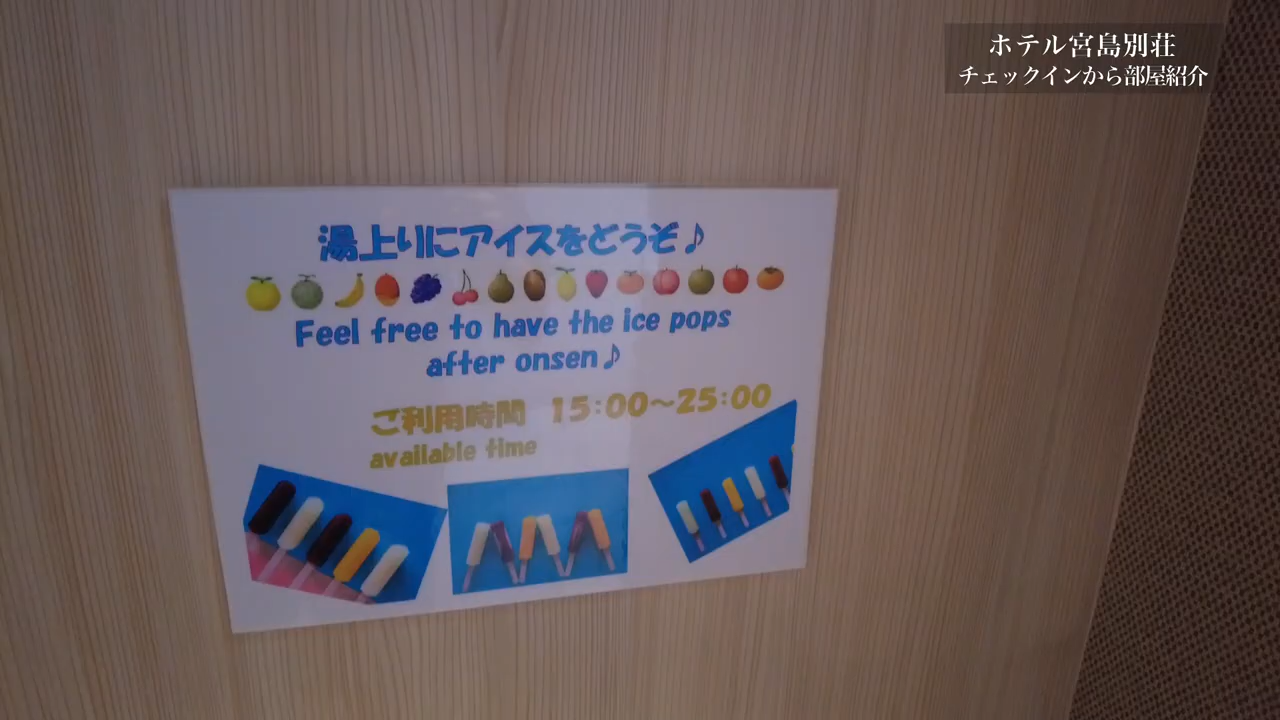 ホテル宮島別荘
チェックインから部屋紹介
湯上りにアイスをどうぞ♪
Feel free to have the ice pops
after onsen♪
ご利用時間 15:00～25:00
available time